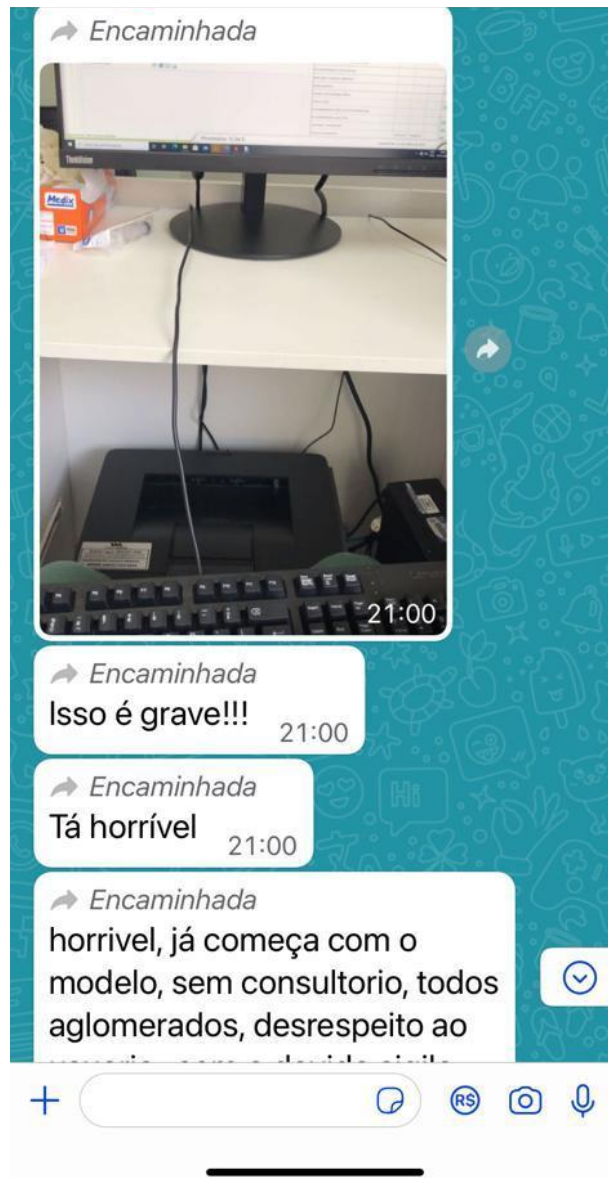 Encaminhada
ThinkVision
Medix
21:00
Encaminhada
Isso é grave!!!
21:00
Encaminhada
Tá horrível
21:00
Encaminhada
horrivel, já começa com o
modelo, sem consultorio, todos
aglomerados, desrespeito ao
R$